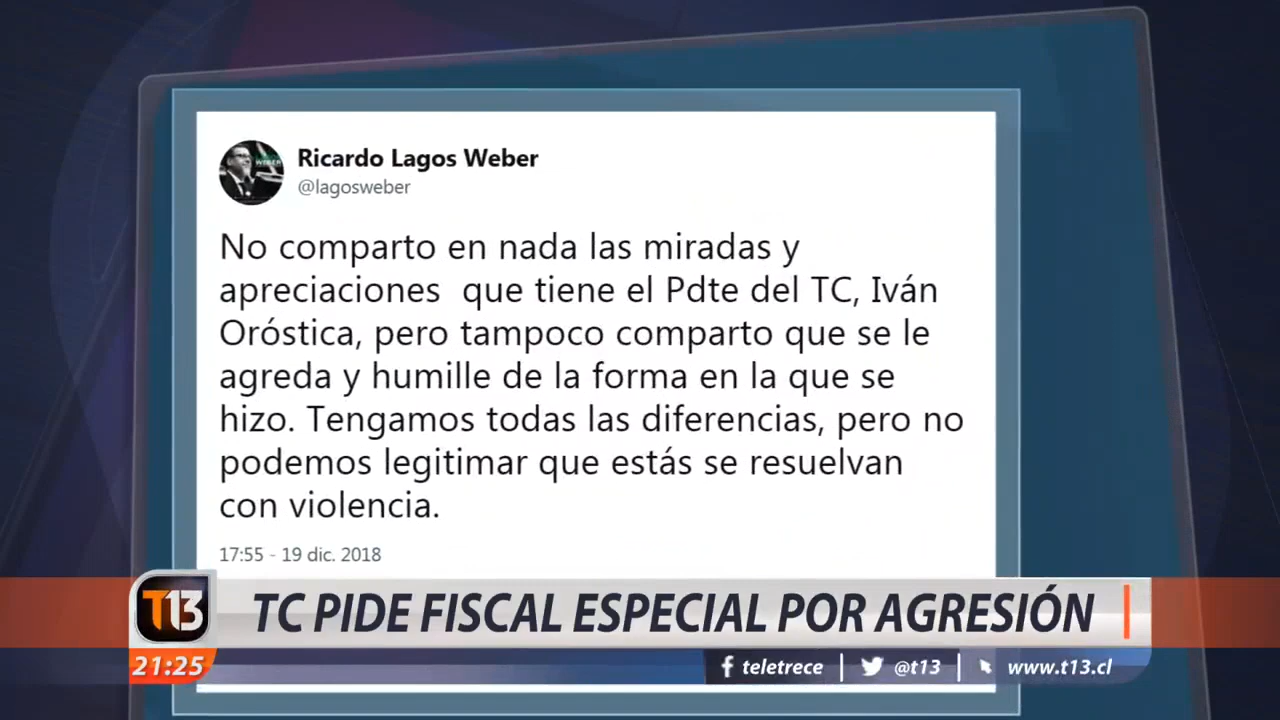 Ricardo Lagos Weber
@lagosweber
No comparto en nada las miradas y
apreciaciones  que tiene el Pdte del TC, Iván
Oróstica, pero tampoco comparto que se le
agreda y humille de la forma en la que se
hizo. Tengamos todas las diferencias, pero no
podemos legitimar que estás se resuelvan
con violencia.
17:55 - 19 dic. 2018
T13
TC PIDE FISCAL ESPECIAL POR AGRESIÓN
21:25
teletrece | @t13 | www.t13.cl